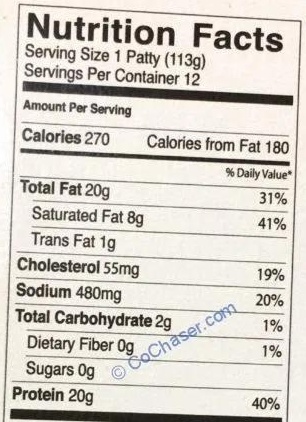 Nutrition Facts
Serving Size 1 Patty (113g)
Servings Per Container 12
Amount Per Serving
Calories 270 Calories from Fat 180
% Daily Value*
Total Fat 20g 31%
Saturated Fat 8g 41%
Trans Fat 1g
Cholesterol 55mg 19%
Sodium 480mg 20%
Total Carbohydrate 2g 1%
Dietary Fiber 0g 1%
Sugars 0g
Protein 20g 40%
© CoChaser.com